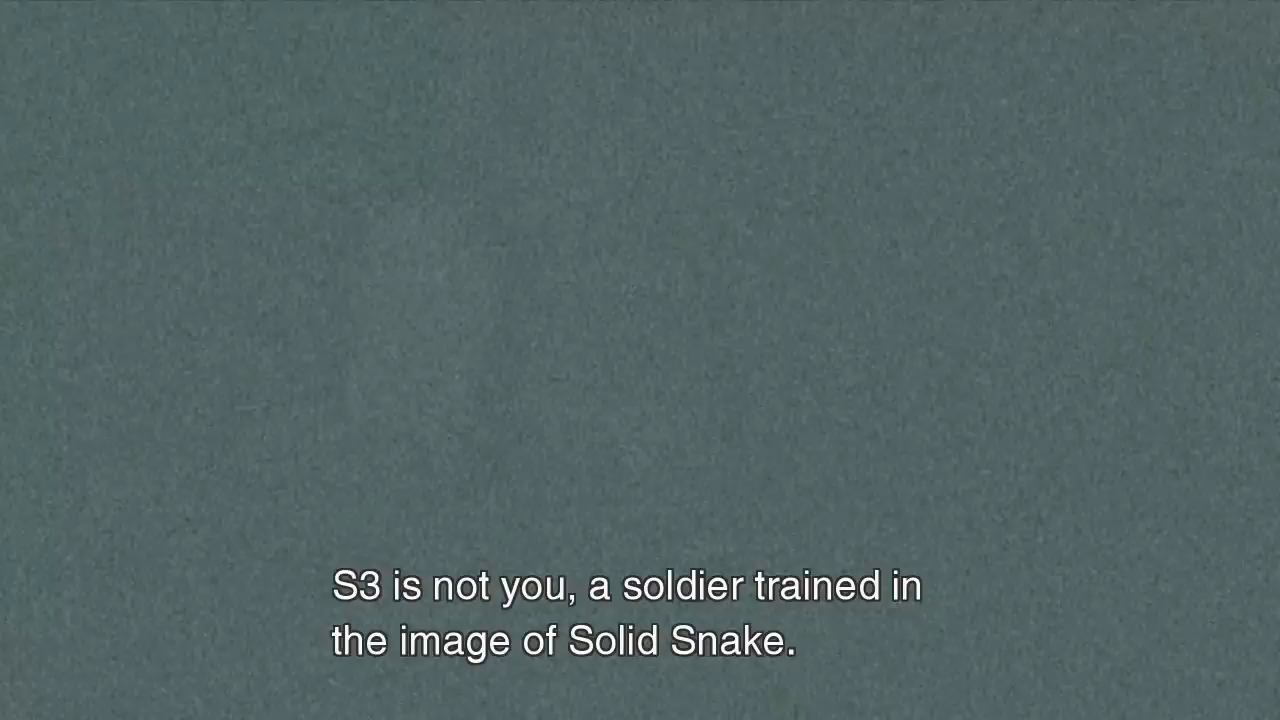 S3 is not you, a soldier trained in
the image of Solid Snake.